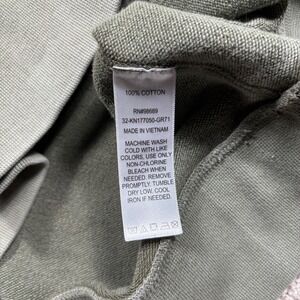 100% COTTON
RN#98689
32-KN177050-GR71
MADE IN VIETNAM
MACHINE WASH
COLD WITH LIKE
COLORS, USE ONLY
NON-CHLORINE
BLEACH WHEN
NEEDED. REMOVE
PROMPTLY, TUMBLE
DRY LOW, COOL
IRON IF NEEDED.